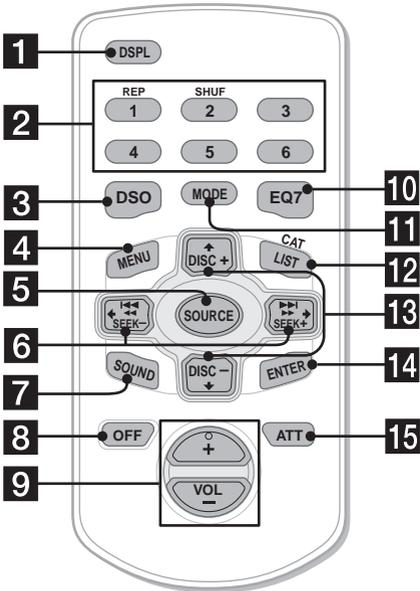 1 DSPL
REP SHUF
2 1 2 3
4 5 6
3 DSO MODE EQ7 10
11
4 MENU DISC + CAT LIST 12
5 SOURCE 13
6 SEEK– SEEK+
7 SOUND DISC – ENTER 14
8 OFF + ATT 15
9 VOL
–